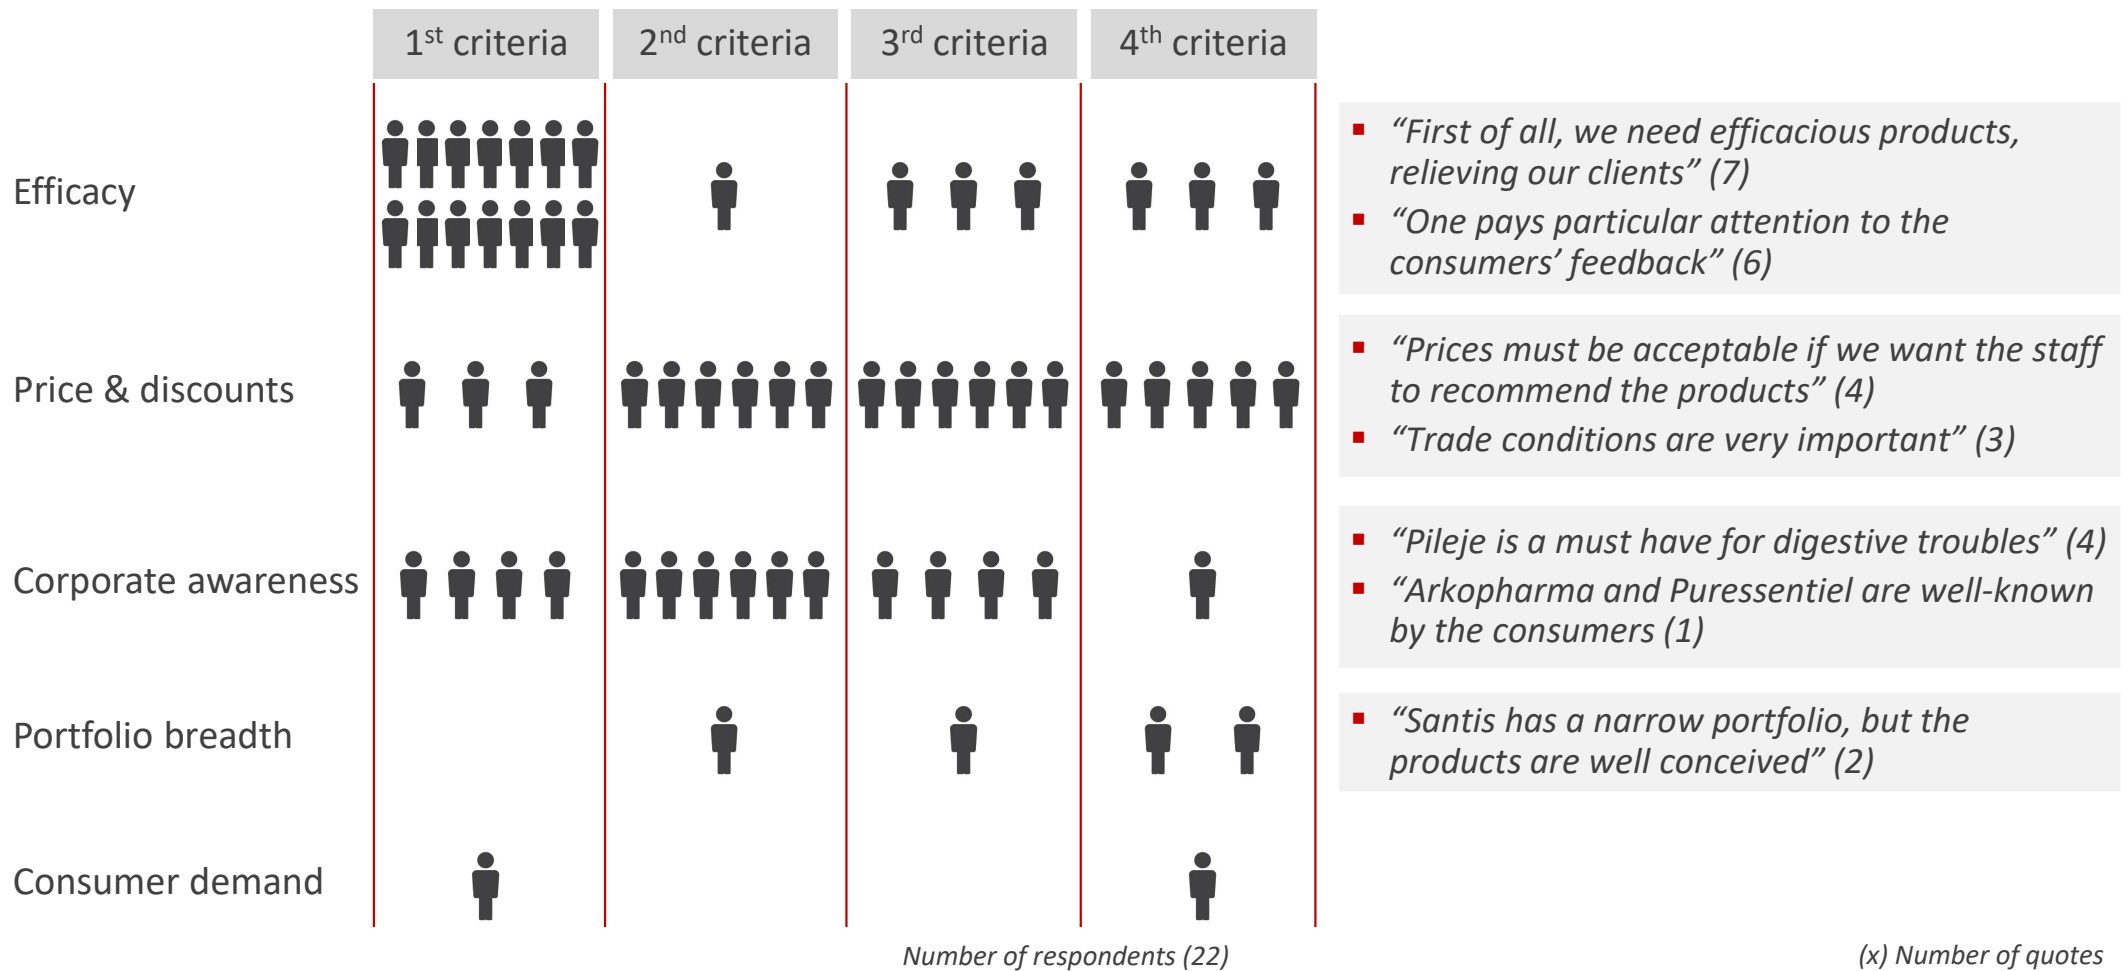 1st criteria
2nd criteria
3rd criteria
4th criteria
Efficacy
▪ “First of all, we need efficacious products,
relieving our clients” (7)
▪ “One pays particular attention to the
consumers’ feedback” (6)
Price & discounts
▪ “Prices must be acceptable if we want the staff
to recommend the products” (4)
▪ “Trade conditions are very important” (3)
Corporate awareness
▪ “Pileje is a must have for digestive troubles” (4)
▪ “Arkopharma and Puressentiel are well-known
by the consumers (1)
Portfolio breadth
▪ “Santis has a narrow portfolio, but the
products are well conceived” (2)
Consumer demand
Number of respondents (22)
(x) Number of quotes